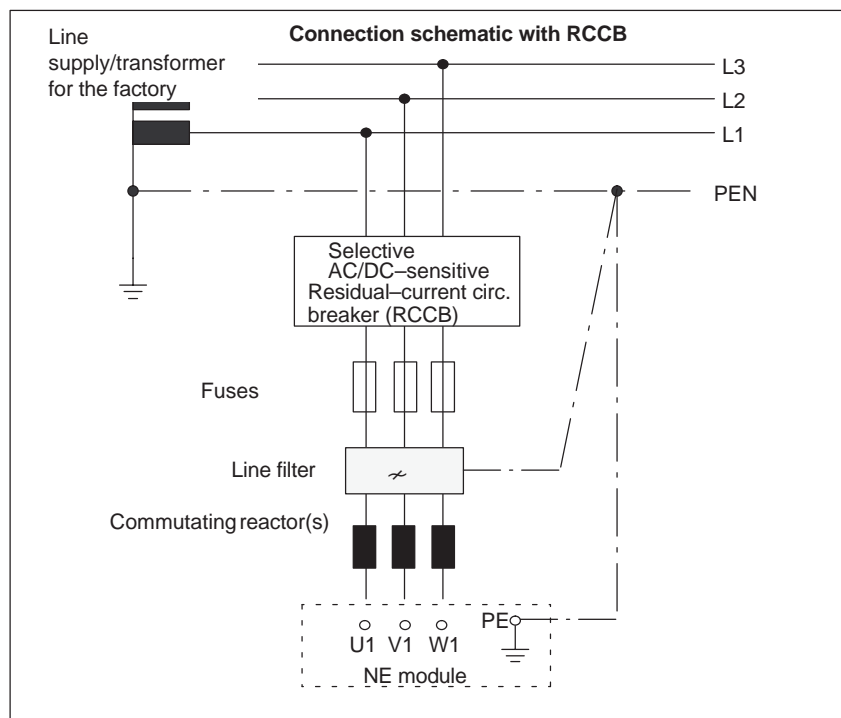 Connection schematic with RCCB
Line
supply/transformer
for the factory
L3
L2
L1
PEN
Selective
AC/DC–sensitive
Residual–current circ.
breaker (RCCB)
Fuses
Line filter
Commutating reactor(s)
PE
U1 V1 W1
NE module